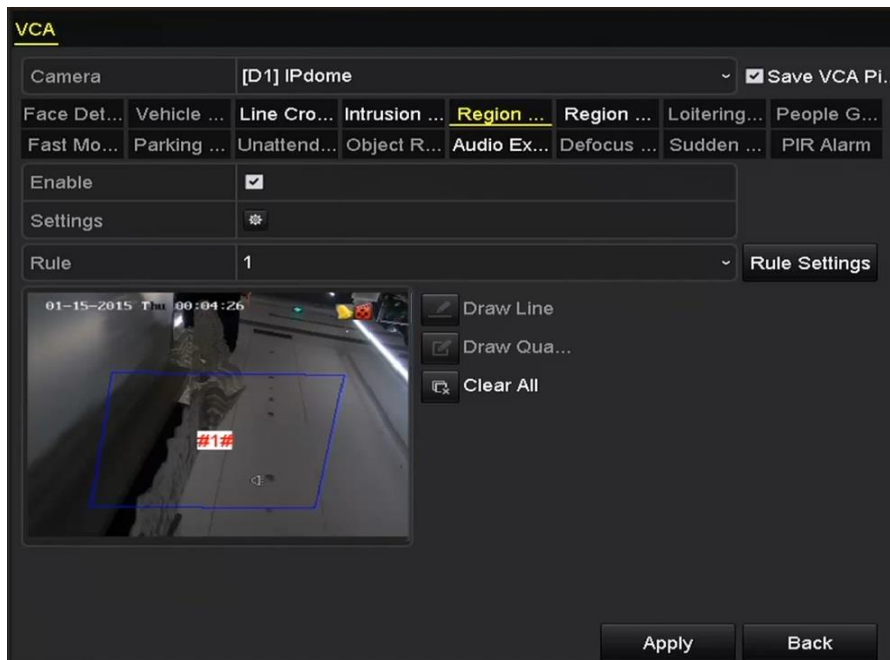 VCA
Camera [D1] IPdome Save VCA Pi.
Face Det... Vehicle ... Line Cro... Intrusion ... Region ... Region ... Loitering... People G...
Fast Mo... Parking ... Unattend... Object R... Audio Ex... Defocus ... Sudden ... PIR Alarm
Enable
Settings
Rule 1 Rule Settings
01-15-2015 Thu 00:04:26
Draw Line
Draw Qua...
Clear All
#1#
Apply Back